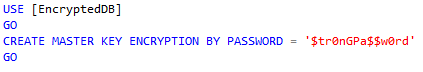 USE [EncryptedDB]
GO
CREATE MASTER KEY ENCRYPTION BY PASSWORD = '$tr0nGPa$$w0rd'
GO